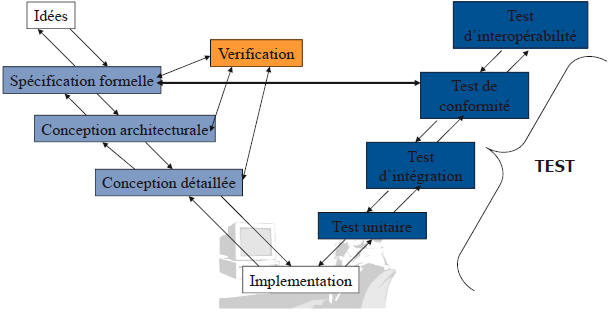 Idées
Test
d’interopérabilité
Verification
Spécification formelle
Test de
conformité
Conception architecturale
Test
d’intégration
TEST
Conception détaillée
Test unitaire
Implementation